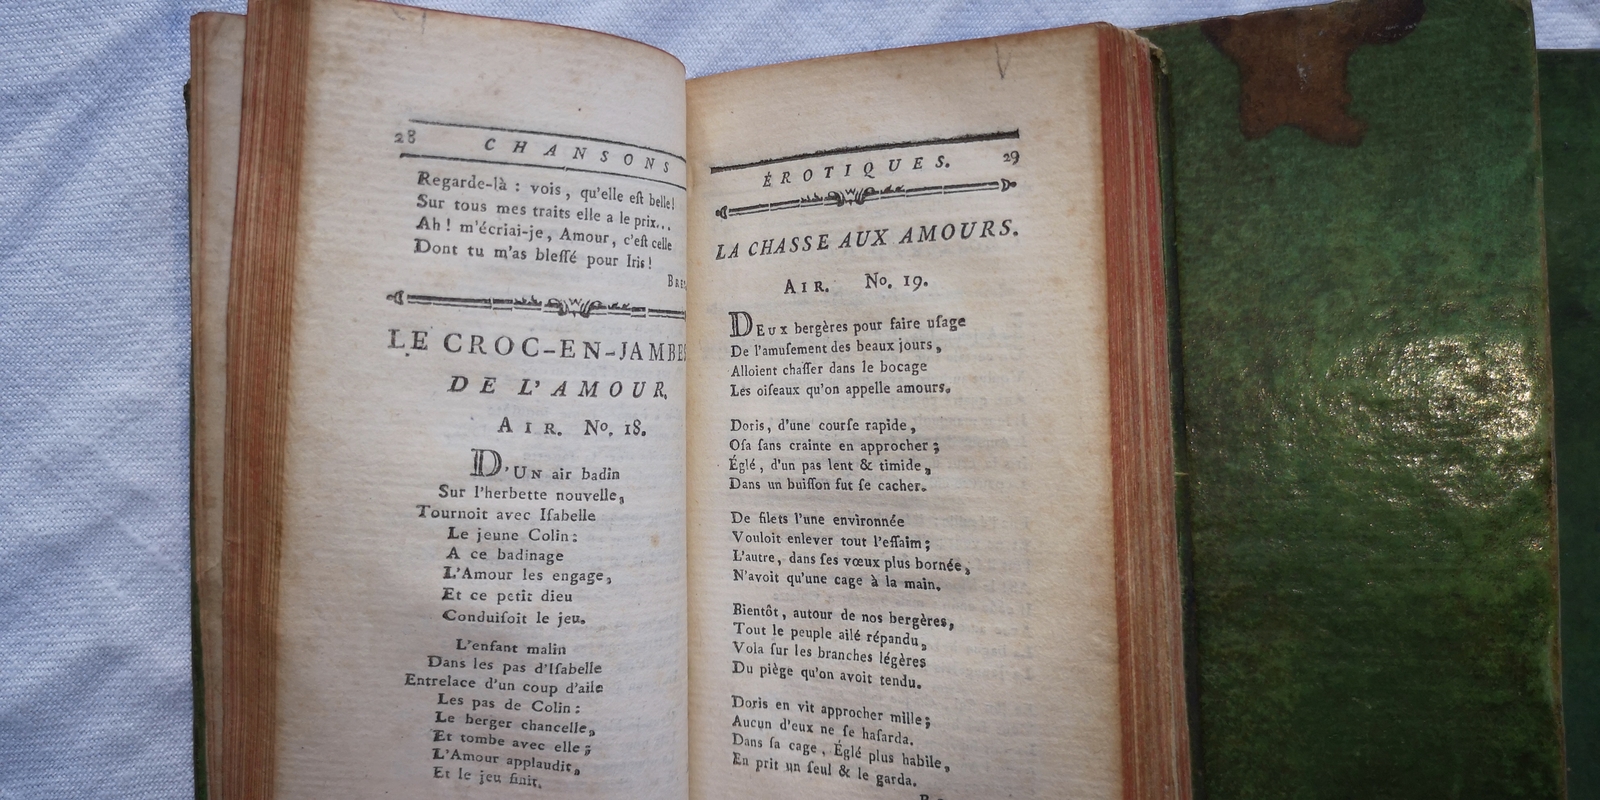 28 CHANSONS
Regarde-là : vois, qu'elle eſt belle!
Sur tous mes traits elle a le prix...
Ah! m'écriai-je, Amour, c'eſt celle
Dont tu m'as bleſſé pour Iris!
LE CROC-EN-JAMBES
DE L'AMOUR.
AIR. Nº. 18.
D'UN air badin
Sur l'herbette nouvelle,
Tournoit avec Iſabelle
Le jeune Colin:
A ce badinage
L'Amour les engage,
Et ce petit dieu
Conduiſoit le jeu.
L'enfant malin
Dans les pas d'Iſabelle
Entrelace d'un coup d'aile
Les pas de Colin:
Le berger chancelle,
Et tombe avec elle;
L'Amour applaudit,
Et le jeu finit.
ÉROTIQUES. 29
LA CHASSE AUX AMOURS.
AIR. Nº. 19.
DEux bergères pour faire uſage
De l'amuſement des beaux jours,
Alloient chaſſer dans le bocage
Les oiſeaux qu'on appelle amours.
Doris, d'une courſe rapide,
Oſa ſans crainte en approcher;
Églé, d'un pas lent & timide,
Dans un buiſſon fut ſe cacher.
De filets l'une environnée
Vouloit enlever tout l'eſſaim;
L'autre, dans ſes vœux plus bornée,
N'avoit qu'une cage à la main.
Bientôt, autour de nos bergères,
Tout le peuple ailé répandu,
Vola ſur les branches légères
Du piège qu'on avoit tendu.
Doris en vit approcher mille;
Aucun d'eux ne ſe haſarda.
Dans ſa cage, Églé plus habile,
En prit un ſeul & le garda.